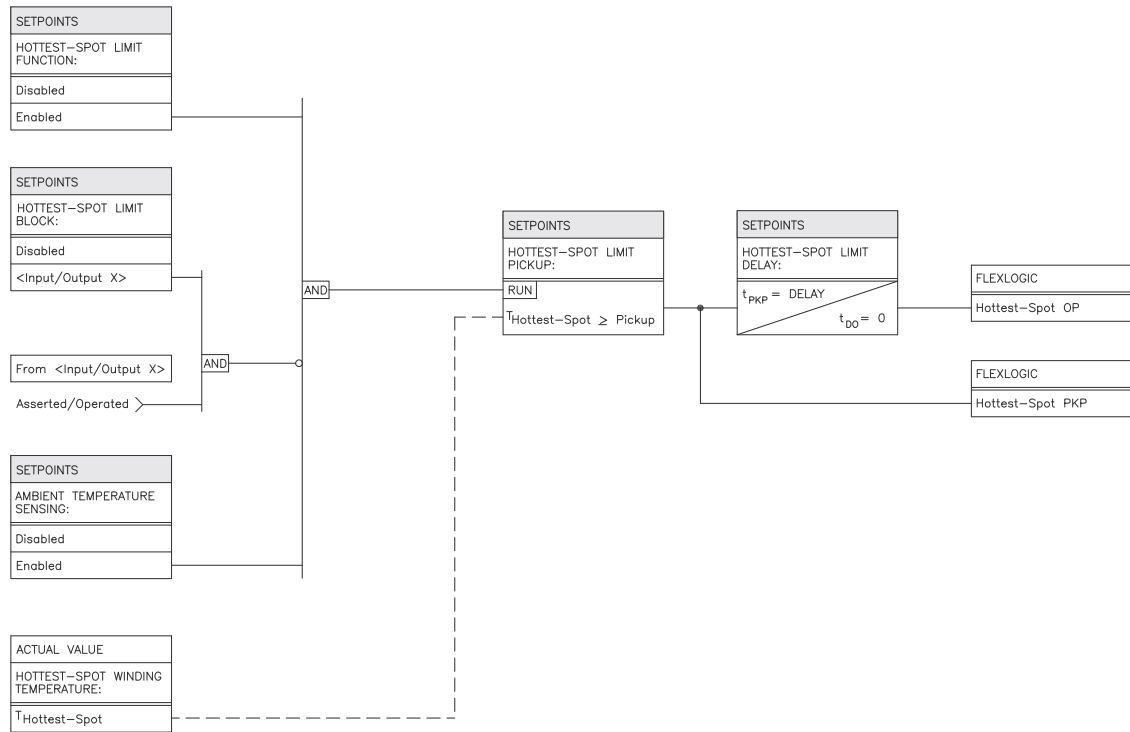 SETPOINTS
HOTTEST-SPOT LIMIT
FUNCTION:
Disabled
Enabled
SETPOINTS
HOTTEST-SPOT LIMIT
BLOCK:
Disabled
<Input/Output X>
From <Input/Output X>
Asserted/Operated
AND
SETPOINTS
AMBIENT TEMPERATURE
SENSING:
Disabled
Enabled
ACTUAL VALUE
HOTTEST-SPOT WINDING
TEMPERATURE:
THottest-Spot
AND
SETPOINTS
HOTTEST-SPOT LIMIT
PICKUP:
RUN
THottest-Spot ≥ Pickup
SETPOINTS
HOTTEST-SPOT LIMIT
DELAY:
tPKP = DELAY
tDO = 0
FLEXLOGIC
Hottest-Spot OP
FLEXLOGIC
Hottest-Spot PKP